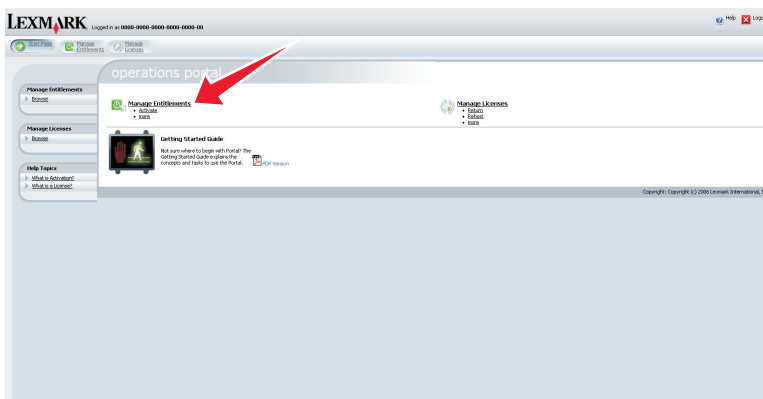 LEXMARK Logged in as 0000-0000-0000-0000-0000-00
Help
Start Page
Manage
Entitlements
Manage
Licenses
operations portal
Manage Entitlements
Browse
Manage Licenses
Browse
Help Topics
What is Activation?
What is a License?
Manage Entitlements
• Activate
• more
Manage Licenses
• Return
• Rehost
• more
Getting Started Guide
Not sure where to begin with Portal? The
Getting Started Guide explains the
concepts and tasks to use the Portal.
PDF Version
Copyright: Copyright (c) 2006 Lexmark International,